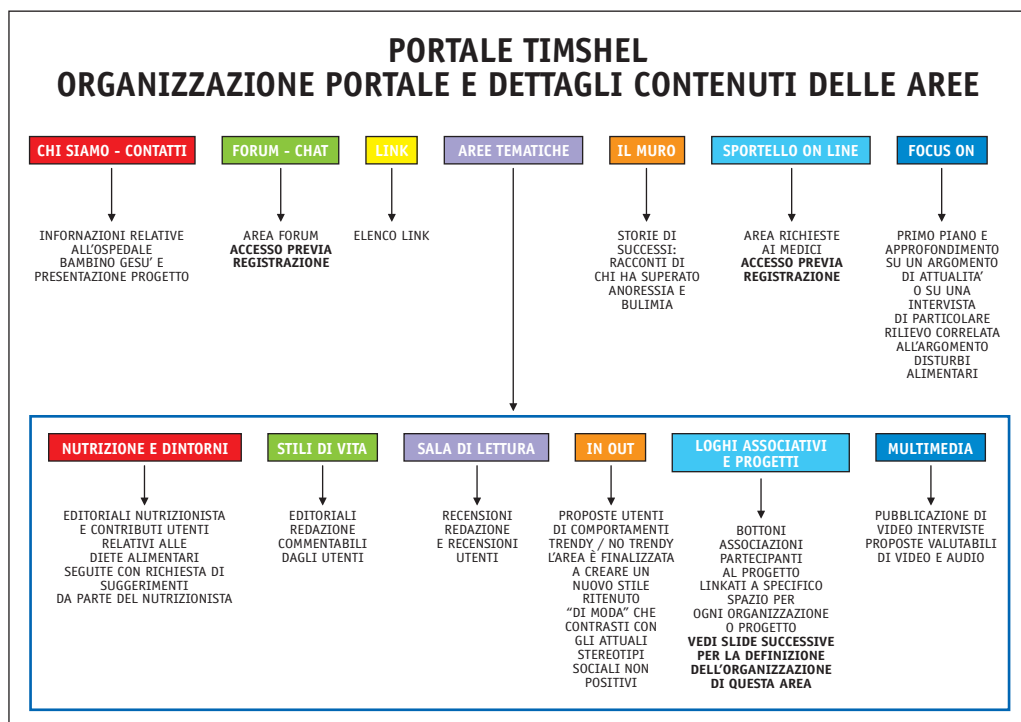 PORTALE TIMSHEL
ORGANIZZAZIONE PORTALE E DETTAGLI CONTENUTI DELLE AREE
CHI SIAMO - CONTATTI
INFORNAZIONI RELATIVE
ALL'OSPEDALE
BAMBINO GESU' E
PRESENTAZIONE PROGETTO
FORUM - CHAT
AREA FORUM
ACCESSO PREVIA
REGISTRAZIONE
LINK
ELENCO LINK
AREE TEMATICHE
IL MURO
STORIE DI
SUCCESSI:
RACCONTI DI
CHI HA SUPERATO
ANORESSIA E
BULIMIA
SPORTELLO ON LINE
AREA RICHIESTE
AI MEDICI
ACCESSO PREVIA
REGISTRAZIONE
FOCUS ON
PRIMO PIANO E
APPROFONDIMENTO
SU UN ARGOMENTO
DI ATTUALITA'
O SU UNA
INTERVISTA
DI PARTICOLARE
RILIEVO CORRELATA
ALL'ARGOMENTO
DISTURBI
ALIMENTARI
NUTRIZIONE E DINTORNI
EDITORIALI NUTRIZIONISTA
E CONTRIBUTI UTENTI
RELATIVI ALLE
DIETE ALIMENTARI
SEGUITE CON RICHIESTA DI
SUGGERIMENTI
DA PARTE DEL NUTRIZIONISTA
STILI DI VITA
EDITORIALI
REDAZIONE
COMMENTABILI
DAGLI UTENTI
SALA DI LETTURA
RECENSIONI
REDAZIONE
E RECENSIONI
UTENTI
IN OUT
PROPOSTE UTENTI
DI COMPORTAMENTI
TRENDY / NO TRENDY
L'AREA È FINALIZZATA
A CREARE UN
NUOVO STILE
RITENUTO
"DI MODA" CHE
CONTRASTI CON
GLI ATTUALI
STEREOTIPI
SOCIALI NON
POSITIVI
LOGHI ASSOCIATIVI
E PROGETTI
BOTTONI
ASSOCIAZIONI
PARTECIPANTI
AL PROGETTO
LINKATI A SPECIFICO
SPAZIO PER
OGNI ORGANIZZAZIONE
O PROGETTO
VEDI SLIDE SUCCESSIVE
PER LA DEFINIZIONE
DELL'ORGANIZZAZIONE
DI QUESTA AREA
MULTIMEDIA
PUBBLICAZIONE DI
VIDEO INTERVISTE
PROPOSTE VALUTABILI
DI VIDEO E AUDIO